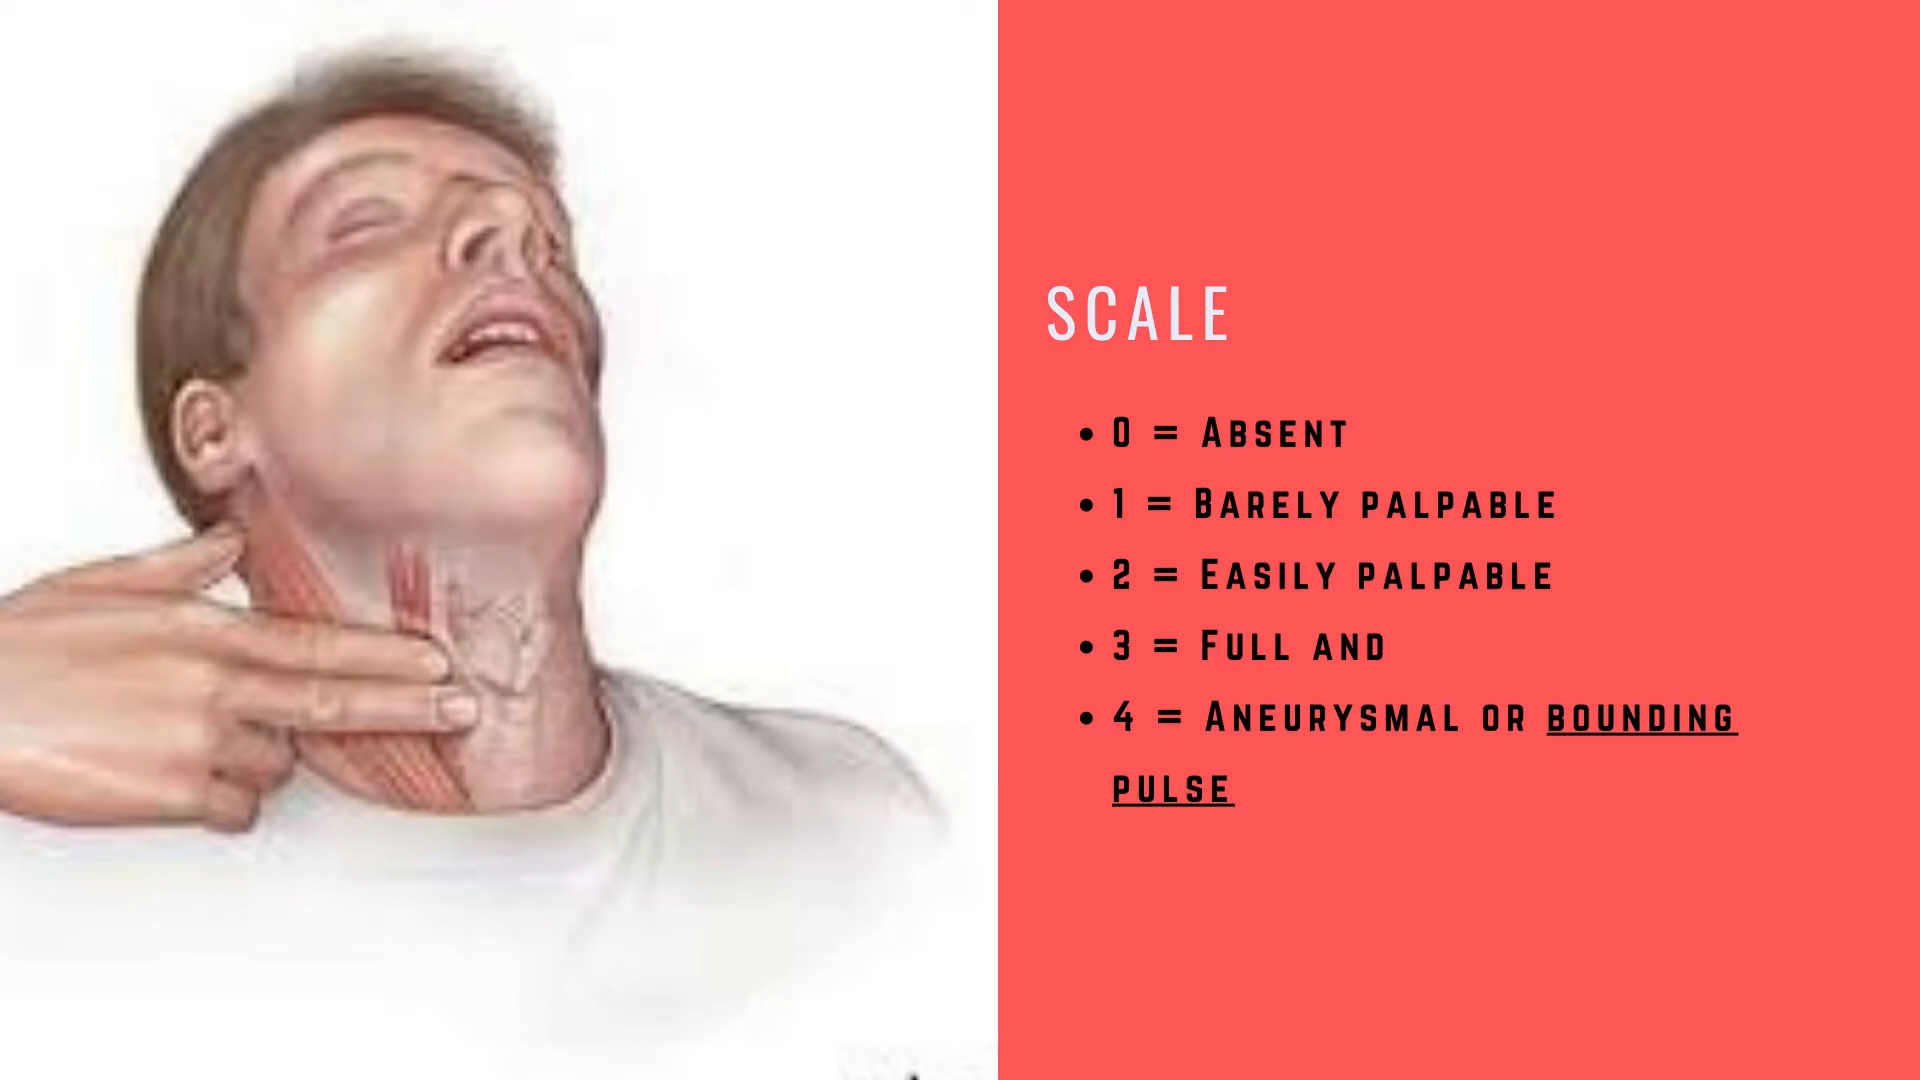 SCALE
• 0 = Absent
• 1 = Barely palpable
• 2 = Easily palpable
• 3 = Full and
• 4 = Aneurysmal or bounding
pulse